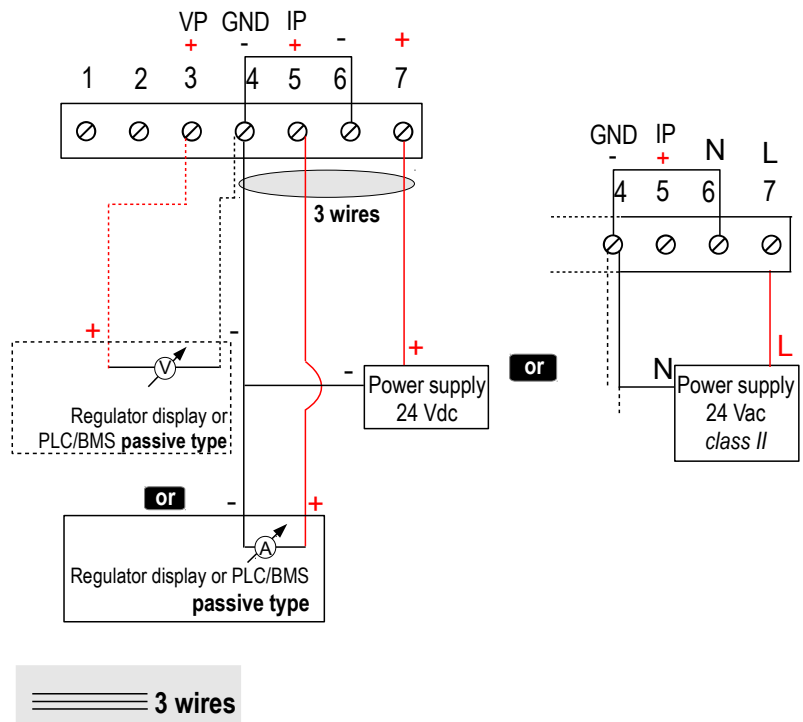 VP GND IP
+ - + - +
1 2 3 4 5 6 7
3 wires
+
-
V
Regulator display or
PLC/BMS passive type
- +
Power supply
24 Vdc
or
- +
A
Regulator display or PLC/BMS
passive type
or
GND IP N L
- +
4 5 6 7
N L
Power supply
24 Vac
class II
3 wires